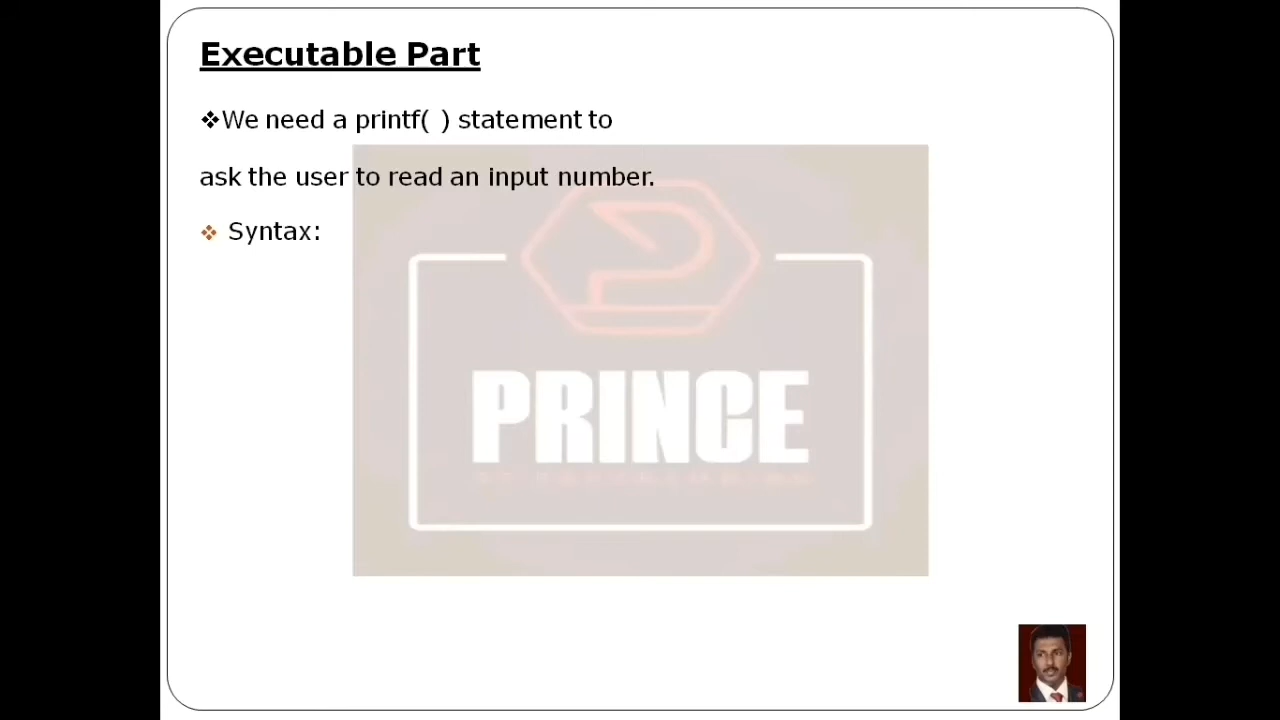 Executable Part
❖We need a printf( ) statement to
ask the user to read an input number.
❖ Syntax:
PRINCE